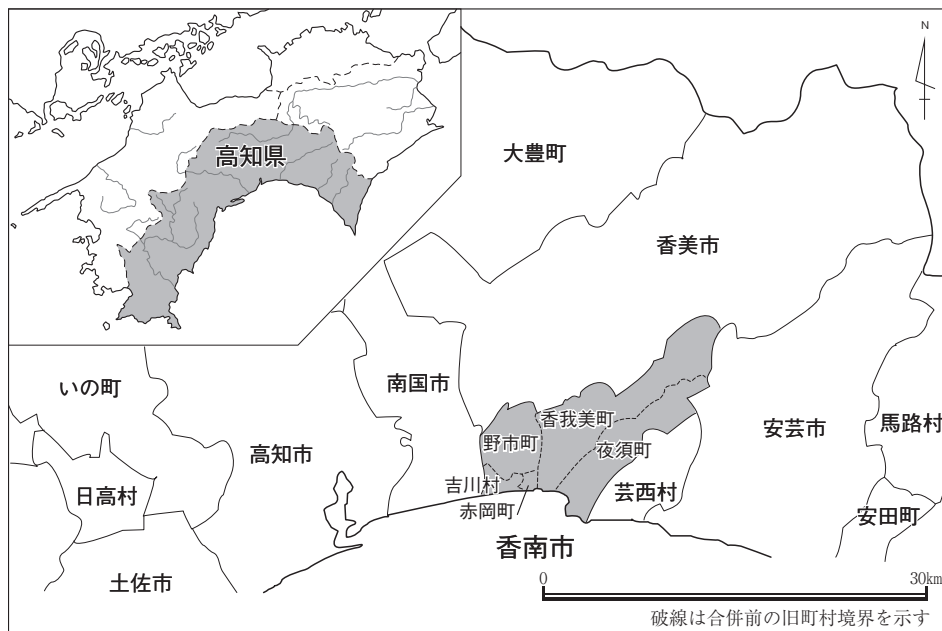 N
高知県
大豊町
香美市
いの町
南国市
高知市
香我美町
野市町
夜須町
安芸市
馬路村
日高村
吉川村
赤岡町
芸西村
安田町
香南市
土佐市
0 30km
破線は合併前の旧町村境界を示す